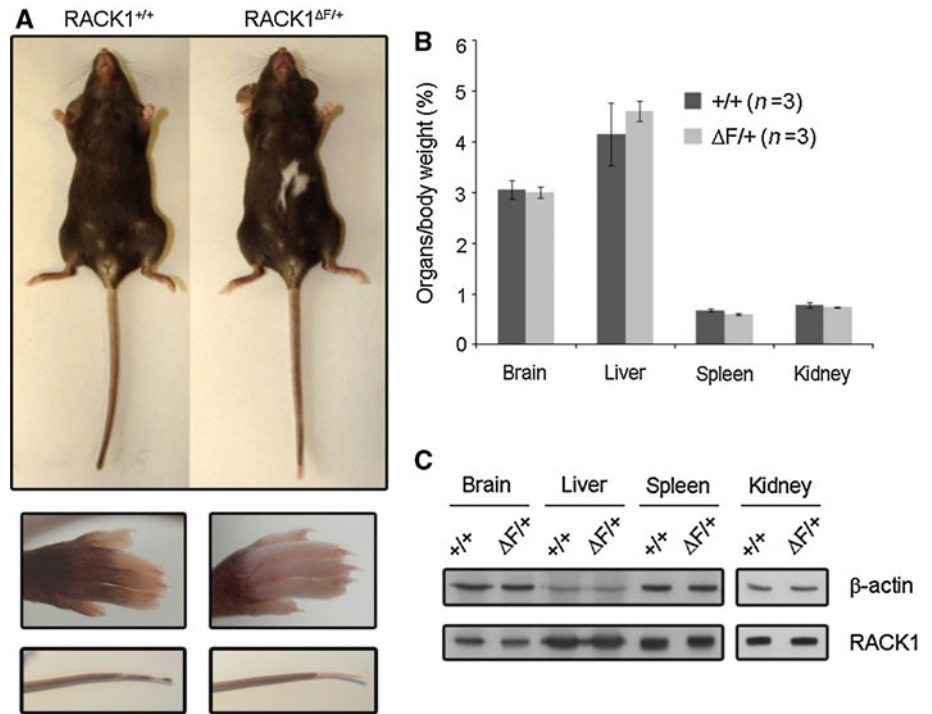 A
RACK1+/+ RACK1ΔF/+
B
Organs/body weight (%)
6
5
4
3
2
1
0
+/+ (n=3)
ΔF/+ (n=3)
Brain Liver Spleen Kidney
C
Brain Liver Spleen Kidney
+/+ ΔF/+ +/+ ΔF/+ +/+ ΔF/+ +/+ ΔF/+
β-actin
RACK1